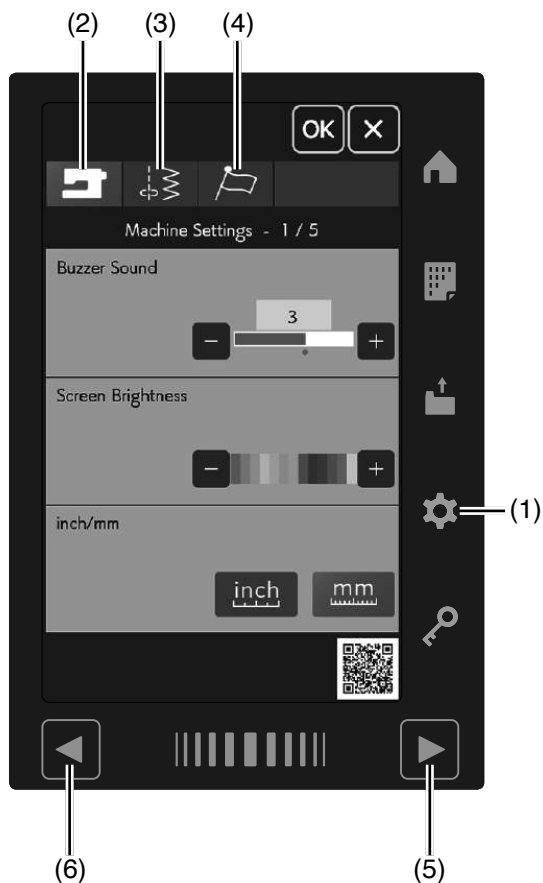 (2) (3) (4)
OK ×
Machine Settings - 1 / 5
Buzzer Sound
3
- +
Screen Brightness
- +
(1)
inch/mm
inch mm
(6) (5)